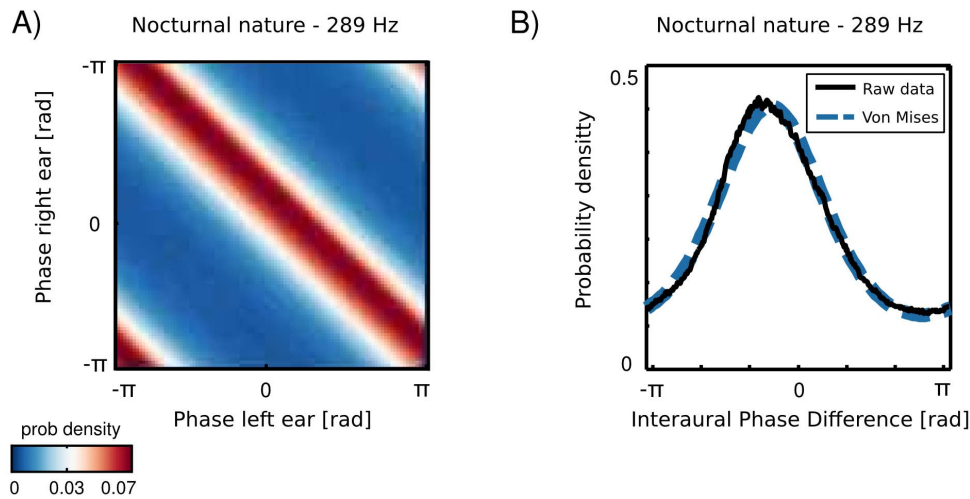 A)
Nocturnal nature - 289 Hz
-π
0
-π
Phase right ear [rad]
-π
0
π
Phase left ear [rad]
prob density
0
0.03
0.07
B)
Nocturnal nature - 289 Hz
0.5
0
Probability densitty
Raw data
Von Mises
-π
0
π
Interaural Phase Difference [rad]